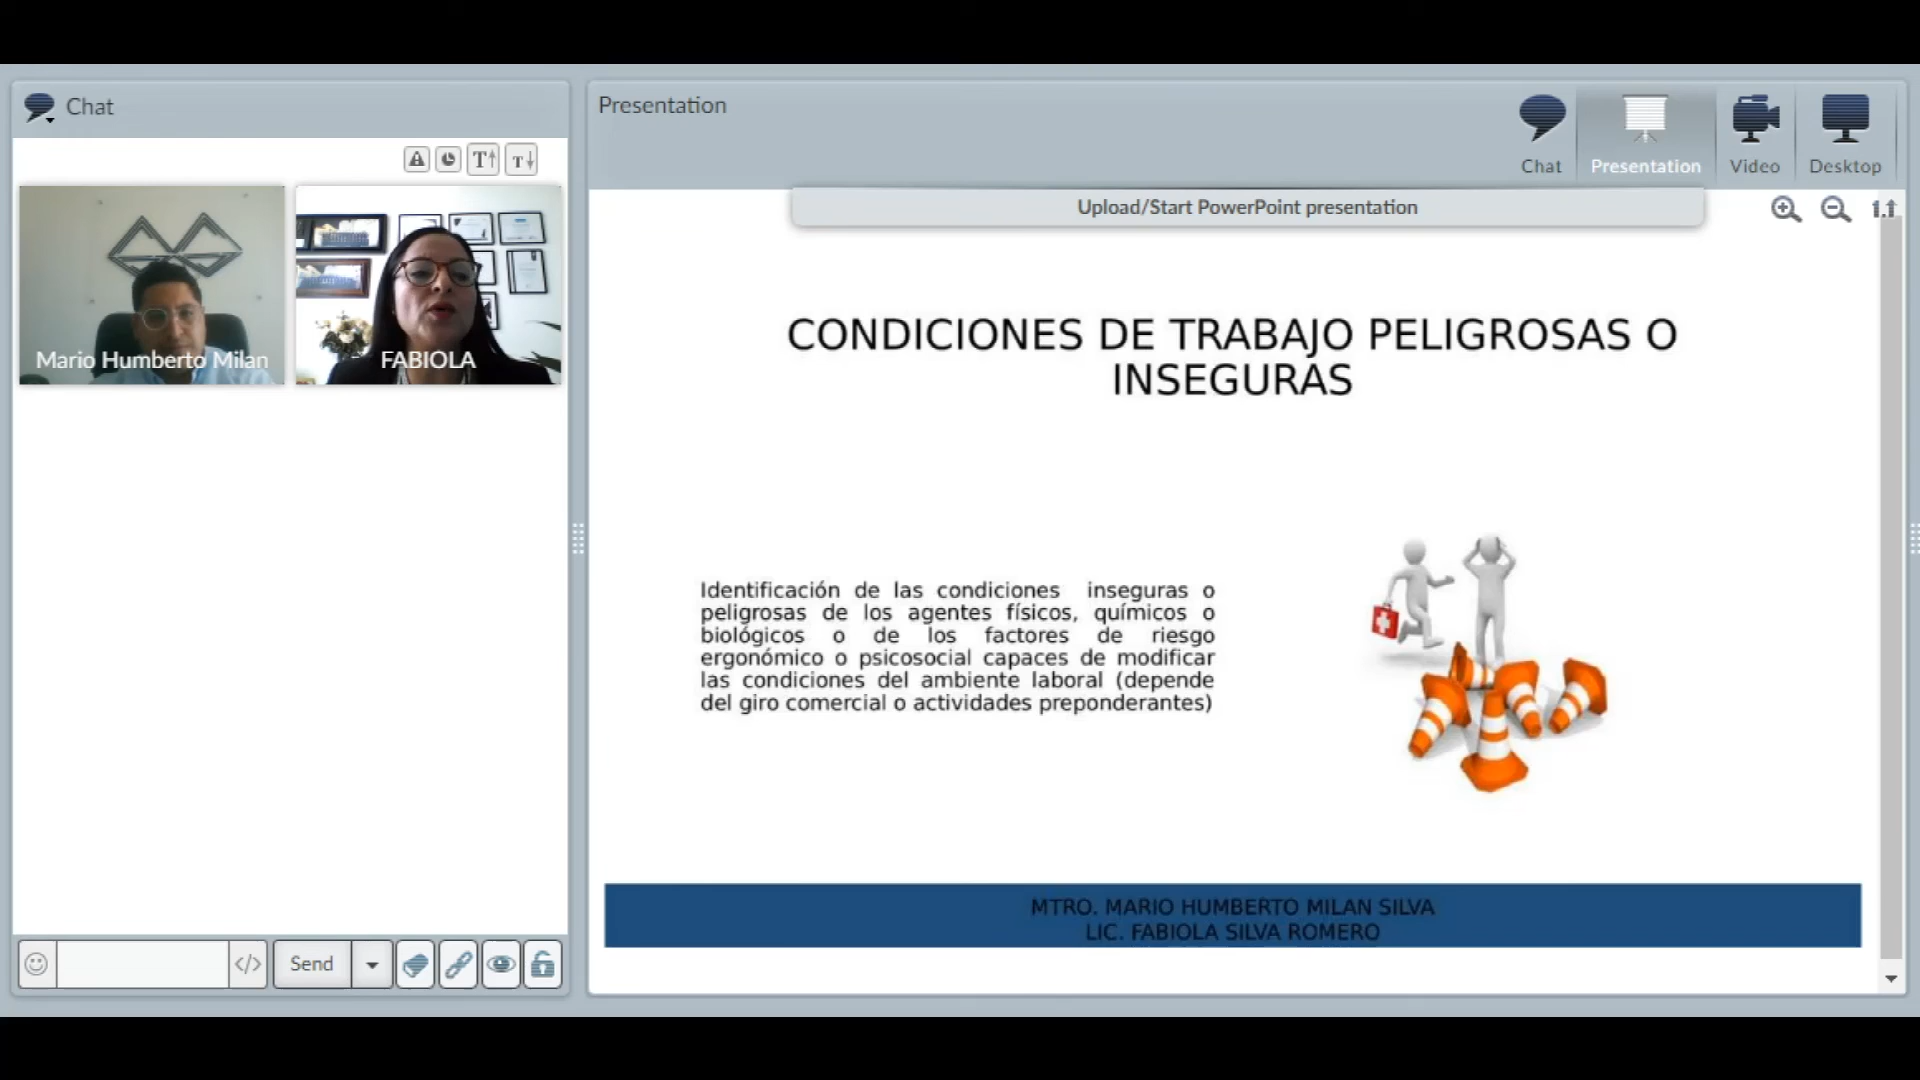 Chat
Presentation
Chat
Presentation
Video
Desktop
Upload/Start PowerPoint presentation
1:1
Mario Humberto Milan
FABIOLA
CONDICIONES DE TRABAJO PELIGROSAS O
INSEGURAS
Identificación de las condiciones inseguras o
peligrosas de los agentes físicos, químicos o
biológicos o de los factores de riesgo
ergonómico o psicosocial capaces de modificar
las condiciones del ambiente laboral (depende
del giro comercial o actividades preponderantes)
MTRO. MARIO HUMBERTO MILAN SILVA
LIC. FABIOLA SILVA ROMERO
Send